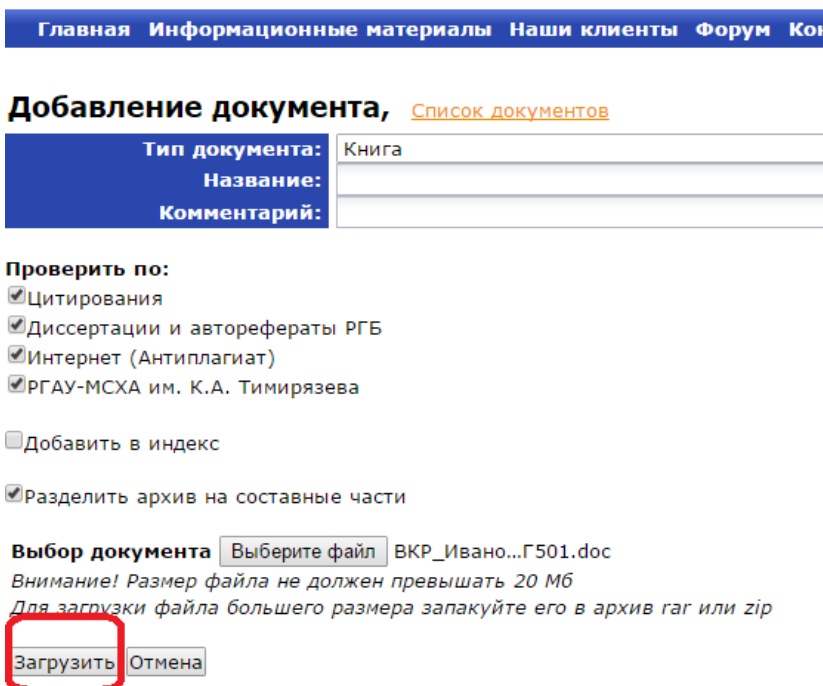 Главная Информационные материалы Наши клиенты Форум
Добавление документа, Список документов
Тип документа: Книга
Название:
Комментарий:
Проверить по:
Цитирования
Диссертации и авторефераты РГБ
Интернет (Антиплагиат)
РГАУ-МСХА им. К.А. Тимирязева
Добавить в индекс
Разделить архив на составные части
Выбор документа Выберите файл ВКР_Ивано...Г501.doc
Внимание! Размер файла не должен превышать 20 Мб
Для загрузки файла большего размера запакуйте его в архив rar или zip
Загрузить Отмена